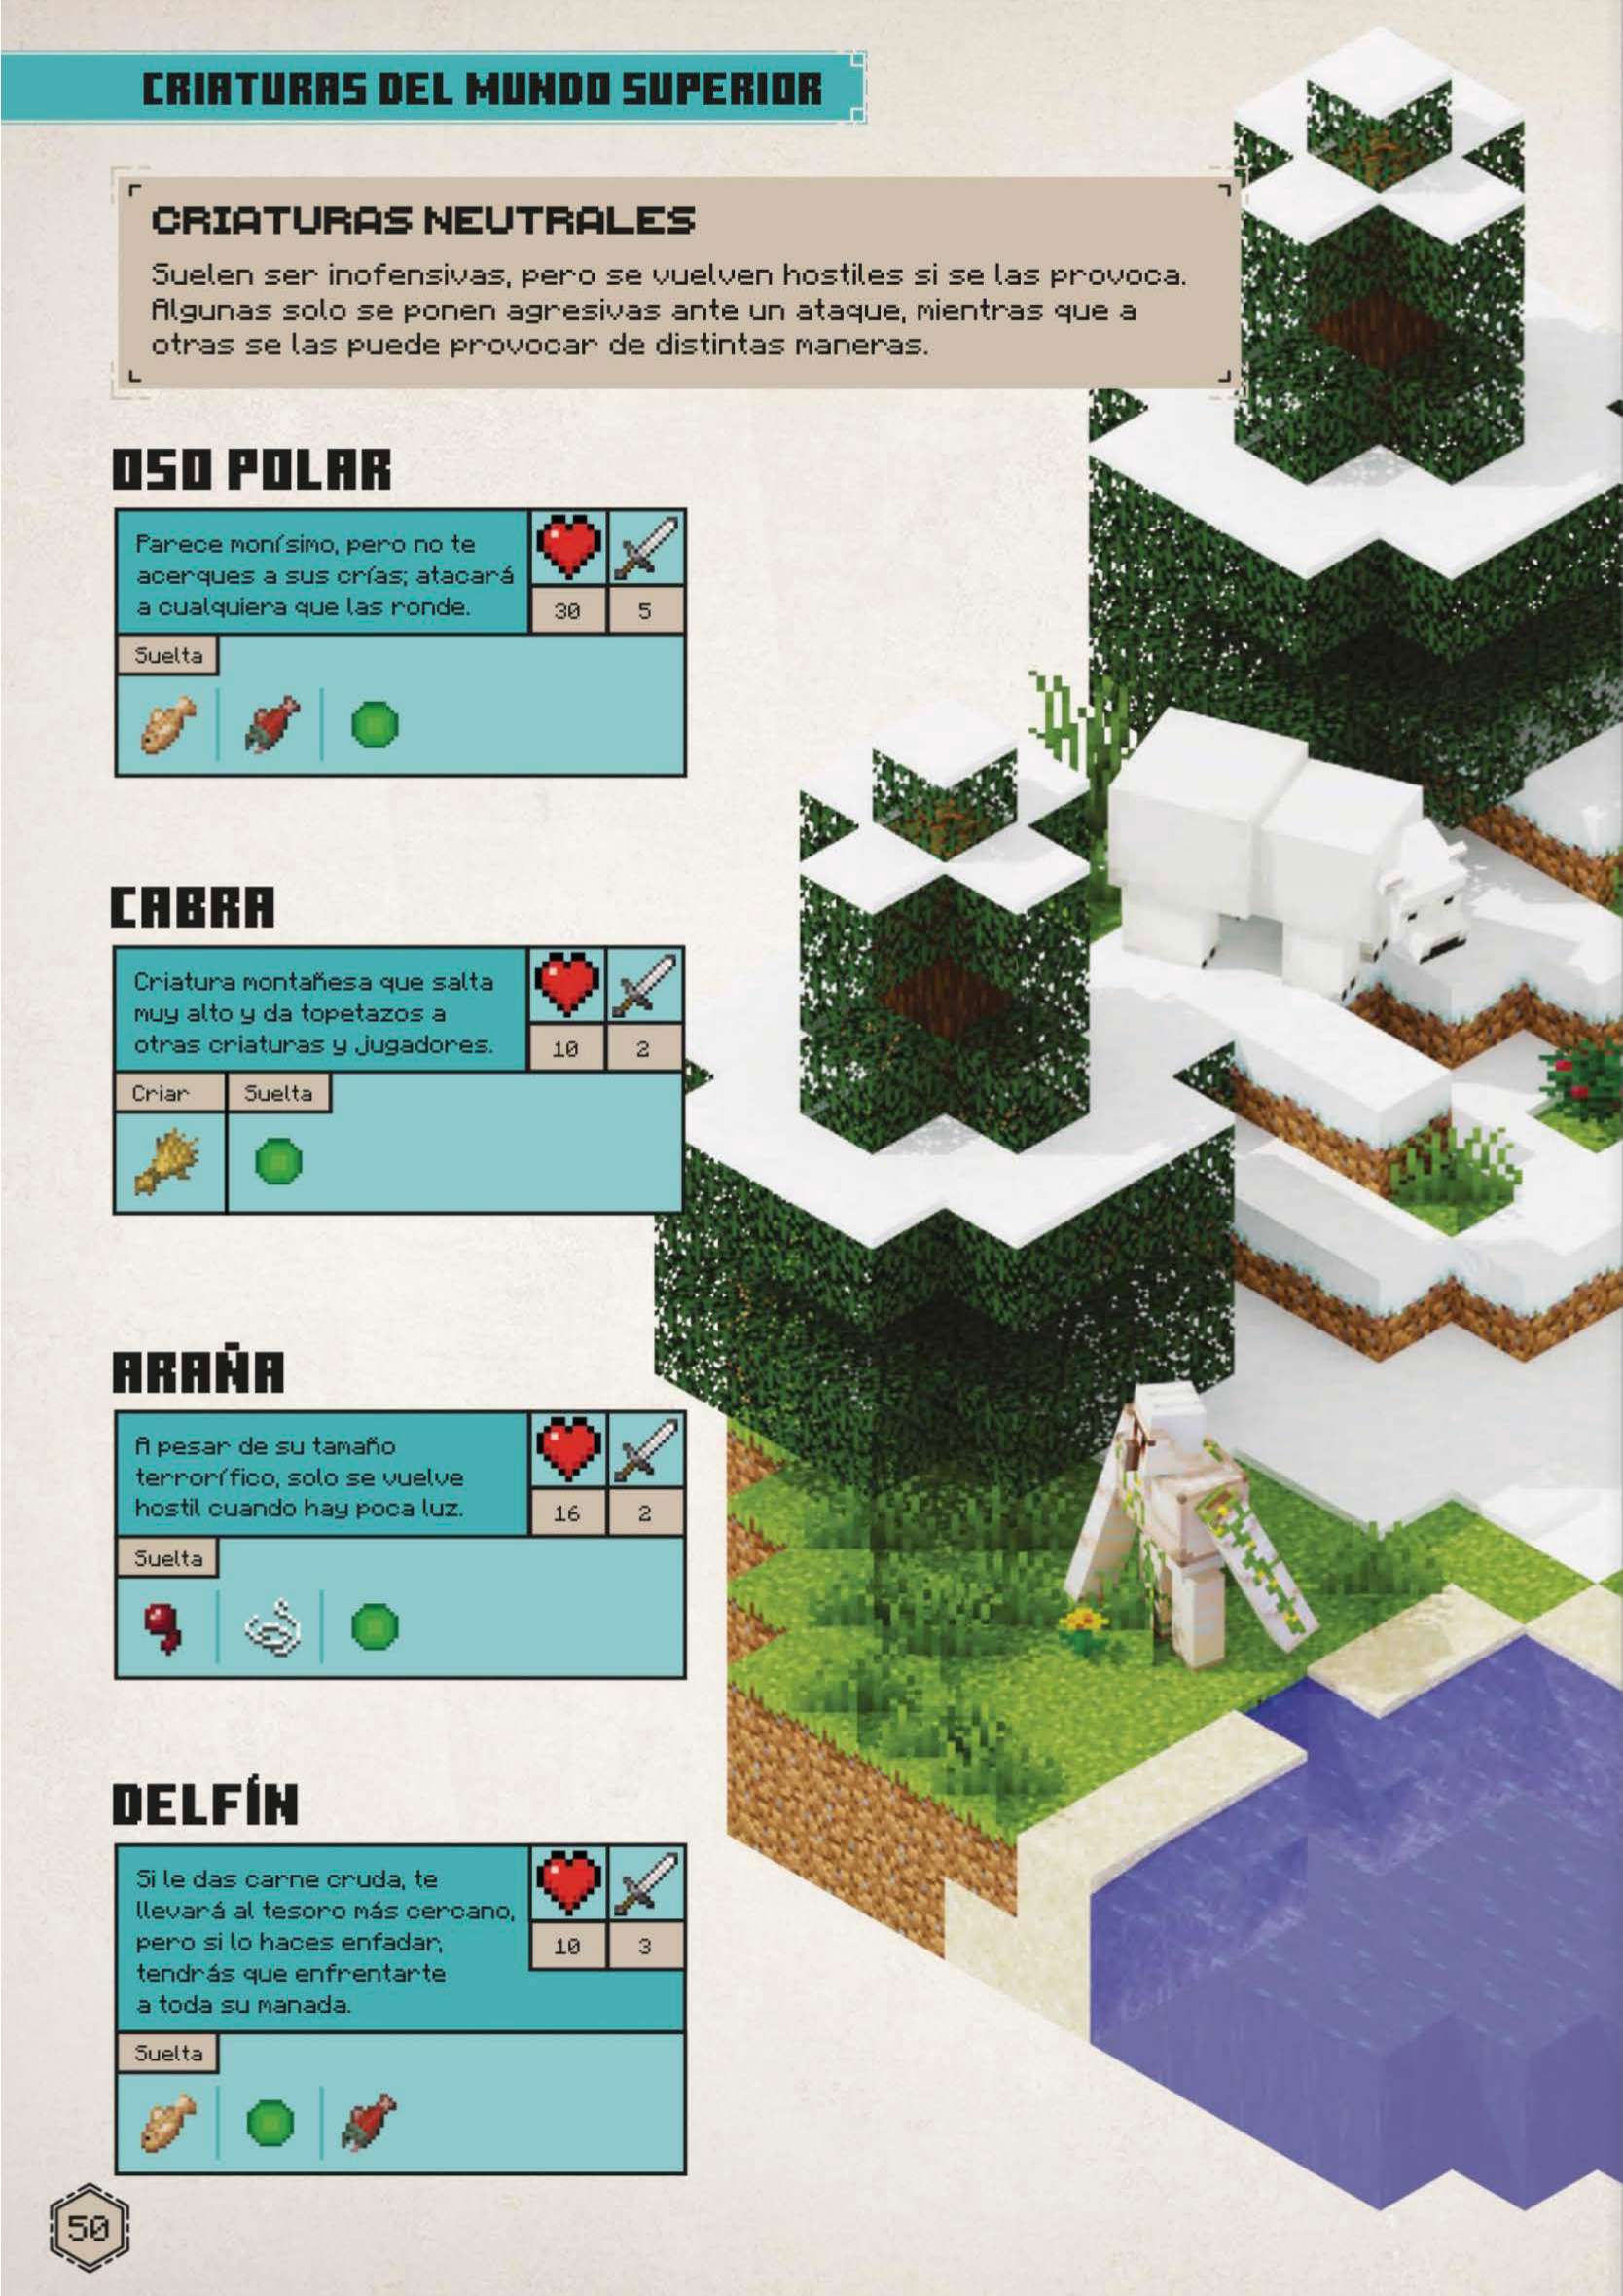 CRIATURAS DEL MUNDO SUPERIOR
CRIATURAS NEUTRALES
Suelen ser inofensivas, pero se vuelven hostiles si se las provoca.
Algunas solo se ponen agresivas ante un ataque, mientras que a
otras se las puede provocar de distintas maneras.
OSO POLAR
Parece monísimo, pero no te
acerques a sus crías; atacará
a cualquiera que las ronde.
30 5
Suelta
CABRA
Criatura montañesa que salta
muy alto y da topetazos a
otras criaturas y jugadores.
10 2
Criar Suelta
ARAÑA
A pesar de su tamaño
terrorífico, solo se vuelve
hostil cuando hay poca luz.
16 2
Suelta
DELFÍN
Si le das carne cruda, te
llevará al tesoro más cercano,
pero si lo haces enfadar,
tendrás que enfrentarte
a toda su manada.
10 3
Suelta
50